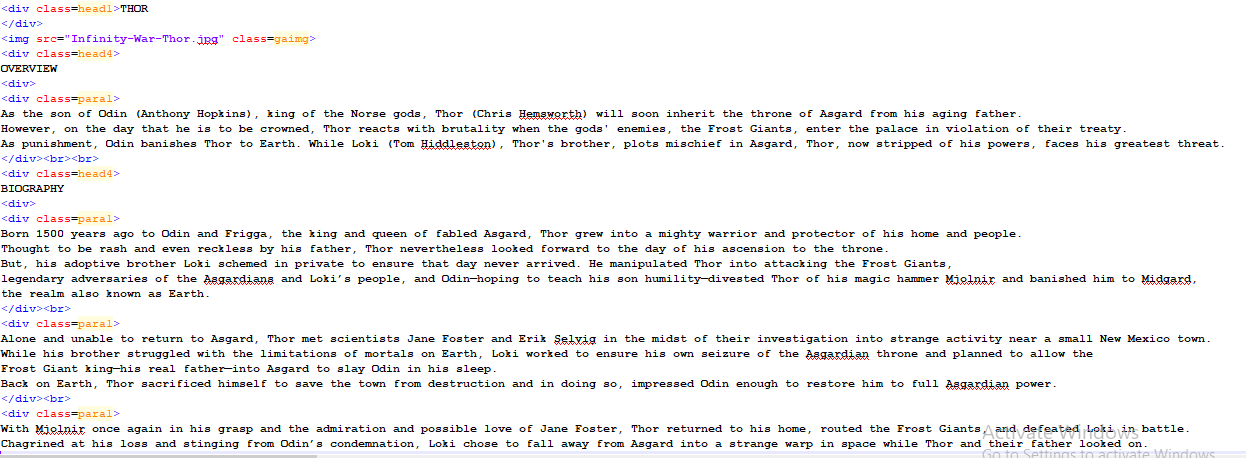 <div class=head1>THOR
</div>
<img src="Infinity-War-Thor.jpg" class=gaimg>
<div class=head4>
OVERVIEW
<div>
<div class=para1>
As the son of Odin (Anthony Hopkins), king of the Norse gods, Thor (Chris Hemsworth) will soon inherit the throne of Asgard from his aging father.
However, on the day that he is to be crowned, Thor reacts with brutality when the gods' enemies, the Frost Giants, enter the palace in violation of their treaty.
As punishment, Odin banishes Thor to Earth. While Loki (Tom Hiddleston), Thor's brother, plots mischief in Asgard, Thor, now stripped of his powers, faces his greatest threat.
</div><br><br>
<div class=head4>
BIOGRAPHY
<div>
<div class=para1>
Born 1500 years ago to Odin and Frigga, the king and queen of fabled Asgard, Thor grew into a mighty warrior and protector of his home and people.
Thought to be rash and even reckless by his father, Thor nevertheless looked forward to the day of his ascension to the throne.
But, his adoptive brother Loki schemed in private to ensure that day never arrived. He manipulated Thor into attacking the Frost Giants,
legendary adversaries of the Asgardians and Loki’s people, and Odin—hoping to teach his son humility—divested Thor of his magic hammer Mjolnir and banished him to Midgard,
the realm also known as Earth.
</div><br>
<div class=para1>
Alone and unable to return to Asgard, Thor met scientists Jane Foster and Erik Selvig in the midst of their investigation into strange activity near a small New Mexico town.
While his brother struggled with the limitations of mortals on Earth, Loki worked to ensure his own seizure of the Asgardian throne and planned to allow the
Frost Giant king—his real father—into Asgard to slay Odin in his sleep.
Back on Earth, Thor sacrificed himself to save the town from destruction and in doing so, impressed Odin enough to restore him to full Asgardian power.
</div><br>
<div class=para1>
With Mjolnir once again in his grasp and the admiration and possible love of Jane Foster, Thor returned to his home, routed the Frost Giants, and defeated Loki in battle.
Chagrined at his loss and stinging from Odin’s condemnation, Loki chose to fall away from Asgard into a strange warp in space while Thor and their father looked on.
Activate Windows
Go to Settings to activate Windows.